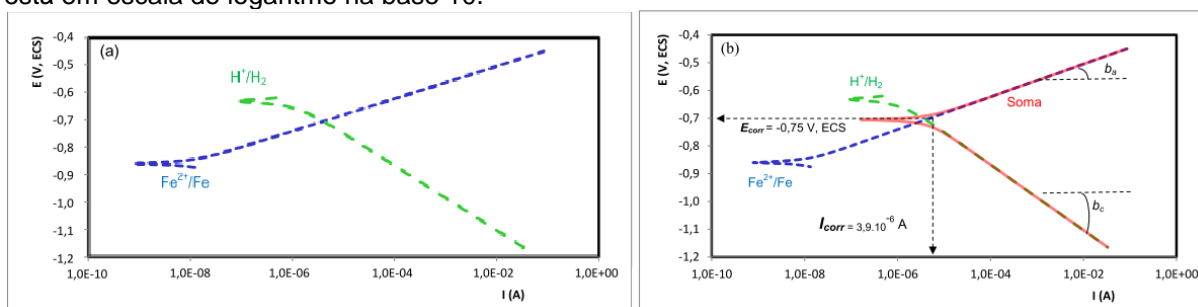 está em escala de logaritmo na base 10.
(a)
E (V, ECS)
-0,4
-0,5
-0,6
-0,7
-0,8
-0,9
-1,0
-1,1
-1,2
H⁺/H₂
Fe²⁺/Fe
1,0E-10 1,0E-08 1,0E-06 1,0E-04 1,0E-02 1,0E+00
I (A)
(b)
E (V, ECS)
-0,4
-0,5
-0,6
-0,7
-0,8
-0,9
-1,0
-1,1
-1,2
H⁺/H₂
bₐ
Soma
E_corr = -0,75 V, ECS
Fe²⁺/Fe
b_c
I_corr = 3,9.10⁻⁶ A
1,0E-10 1,0E-08 1,0E-06 1,0E-04 1,0E-02 1,0E+00
I (A)